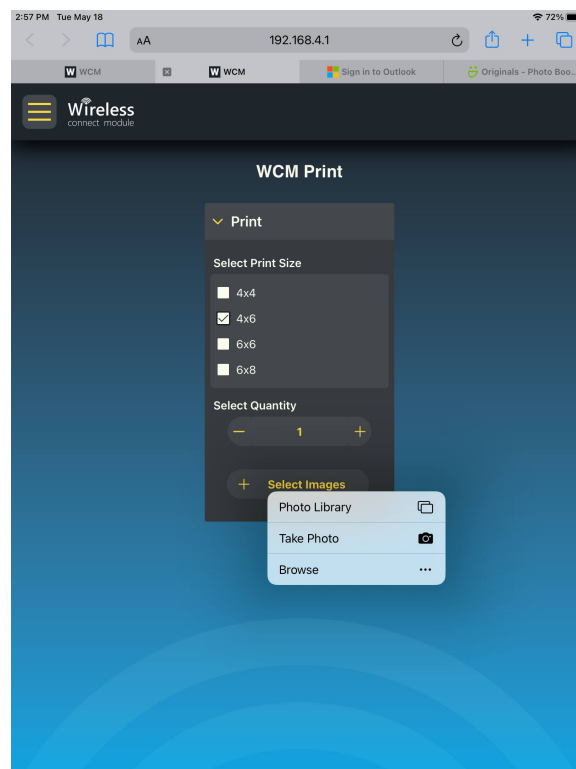 2:57 PM Tue May 18
72%
AA
192.168.4.1
W WCM
W WCM
Sign in to Outlook
Originals - Photo Boo...
Wireless
connect module
WCM Print
Print
Select Print Size
4x4
4x6
6x6
6x8
Select Quantity
− 1 +
+ Select Images
Photo Library
Take Photo
Browse